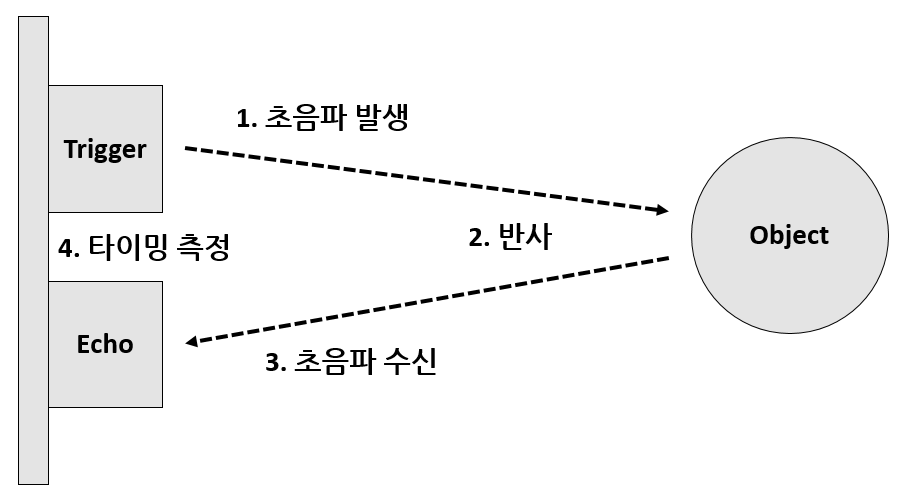 1. 초음파 발생
Trigger
2. 반사
Object
4. 타이밍 측정
Echo
3. 초음파 수신